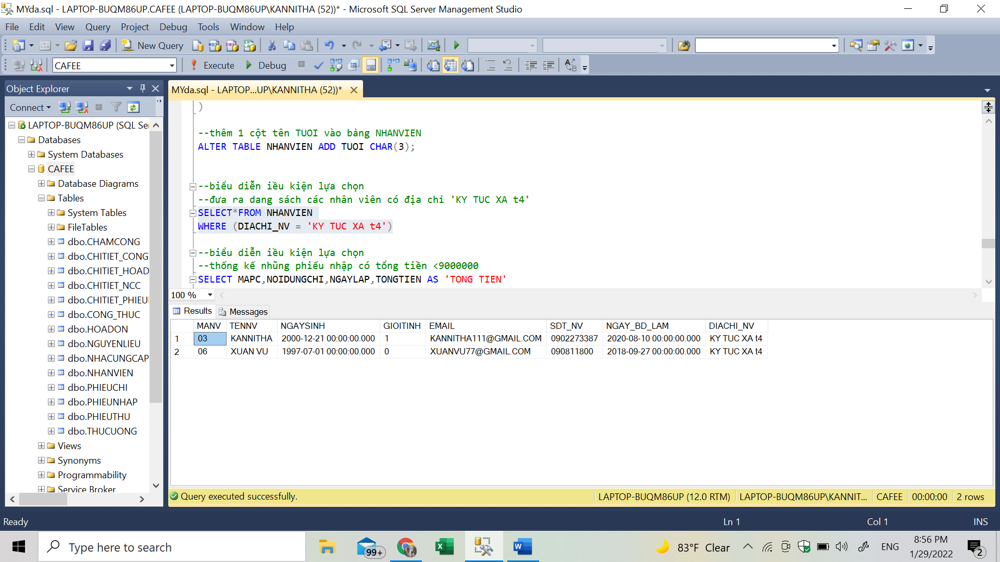 MYda.sql - LAPTOP-BUQM86UP.CAFEE (LAPTOP-BUQM86UP\KANNITHA (52))* - Microsoft SQL Server Management Studio
File Edit View Query Project Debug Tools Window Help
New Query
CAFEE Execute Debug
Object Explorer
Connect
LAPTOP-BUQM86UP (SQL Ser
Databases
System Databases
CAFEE
Database Diagrams
Tables
System Tables
FileTables
dbo.CHAMCONG
dbo.CHITIET_CONG
dbo.CHITIET_HOAD
dbo.CHITIET_NCC
dbo.CHITIET_PHIEU
dbo.CONG_THUC
dbo.HOADON
dbo.NGUYENLIEU
dbo.NHACUNGCAP
dbo.NHANVIEN
dbo.PHIEUCHI
dbo.PHIEUNHAP
dbo.PHIEUTHU
dbo.THUCUONG
Views
Synonyms
Programmability
Service Broker
MYda.sql - LAPTOP...UP\KANNITHA (52))*
)
--thêm 1 cột tên TUOI vào bảng NHANVIEN
ALTER TABLE NHANVIEN ADD TUOI CHAR(3);
--biểu diễn iều kiện lựa chọn
--đưa ra dang sách các nhân viên có địa chỉ 'KY TUC XA t4'
SELECT*FROM NHANVIEN
WHERE (DIACHI_NV = 'KY TUC XA t4')
--biểu diễn iều kiện lựa chọn
--thống kế nhũng phiếu nhập có tổng tiền <9000000
SELECT MAPC,NOIDUNGCHI,NGAYLAP,TONGTIEN AS 'TONG TIEN'
100 %
Results Messages
MANV TENNV NGAYSINH GIOITINH EMAIL SDT_NV NGAY_BD_LAM DIACHI_NV
1 03 KANNITHA 2000-12-21 00:00:00.000 1 KANNITHA111@GMAIL.COM 0902273387 2020-08-10 00:00:00.000 KY TUC XA t4
2 06 XUAN VU 1997-07-01 00:00:00.000 0 XUANVU77@GMAIL.COM 090811800 2018-09-27 00:00:00.000 KY TUC XA t4
Query executed successfully. LAPTOP-BUQM86UP (12.0 RTM) LAPTOP-BUQM86UP\KANNIT... CAFEE 00:00:00 2 rows
Ready Ln 1 Col 1 INS
Type here to search 99+ 83°F Clear ENG 8:56 PM
1/29/2022 2